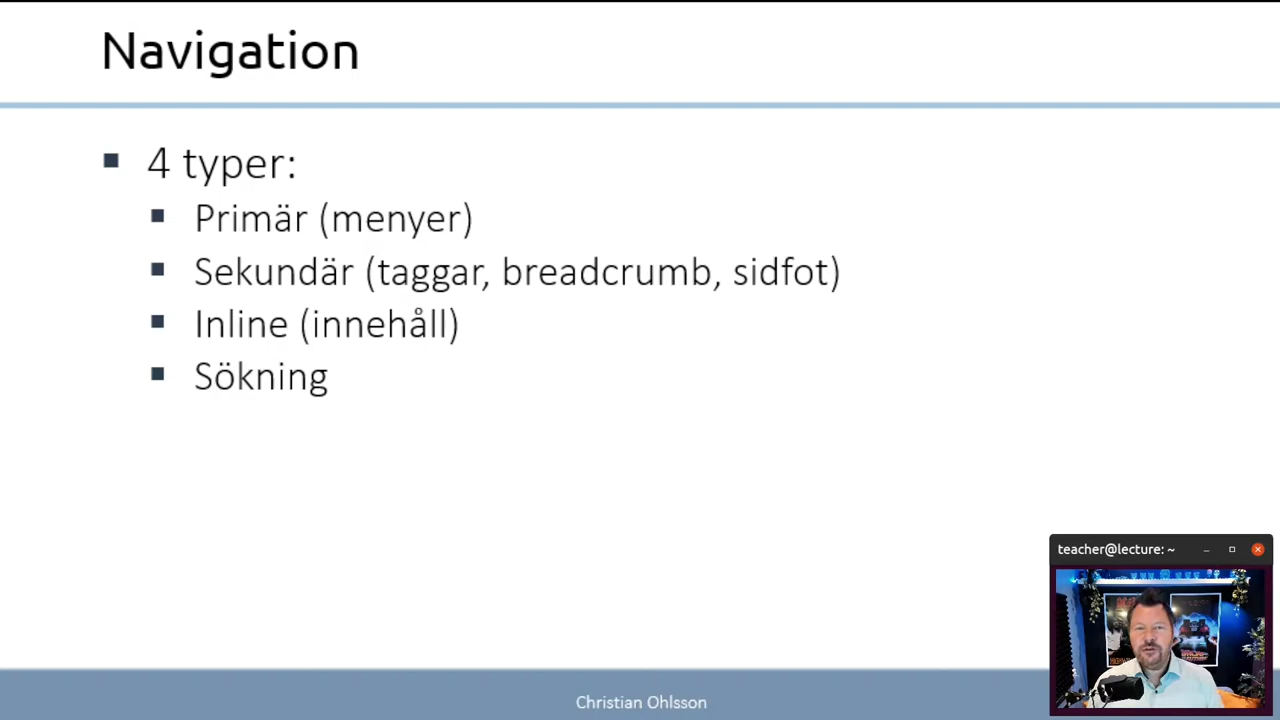 Navigation
4 typer:
Primär (menyer)
Sekundär (taggar, breadcrumb, sidfot)
Inline (innehåll)
Sökning
teacher@lecture: ~
Christian Ohlsson